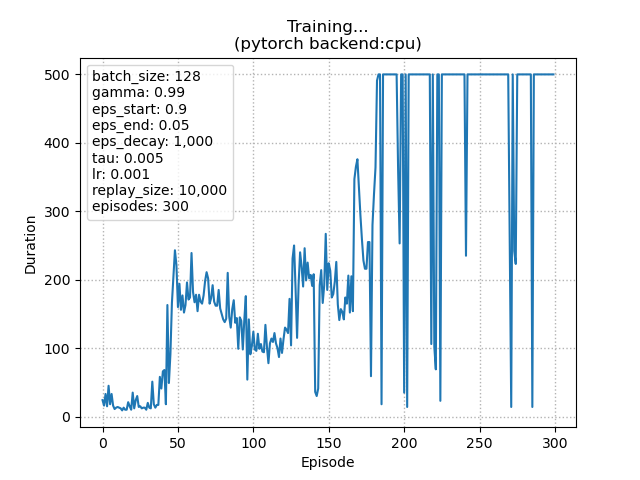 Training...
(pytorch backend:cpu)
batch_size: 128
gamma: 0.99
eps_start: 0.9
eps_end: 0.05
eps_decay: 1,000
tau: 0.005
lr: 0.001
replay_size: 10,000
episodes: 300
500
400
300
200
100
0
Duration
0 50 100 150 200 250 300
Episode